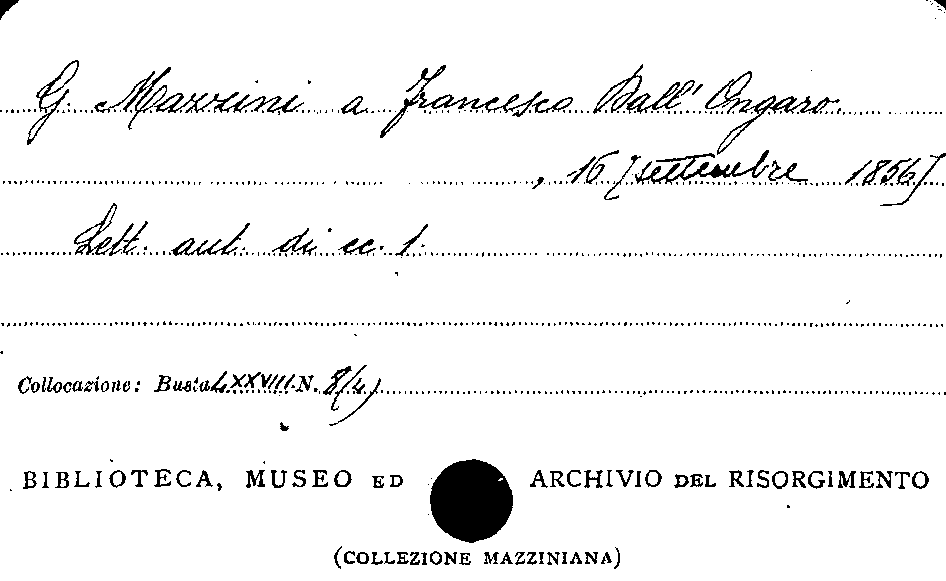 G. Mazzini a Francesco Dall'Ongaro.
, 16 [settembre 1856]
Lett. aut. di cc. 1.
Collocazione: Busta LXXVIII N. 8(4)
BIBLIOTECA, MUSEO ED ARCHIVIO DEL RISORGIMENTO
(COLLEZIONE MAZZINIANA)